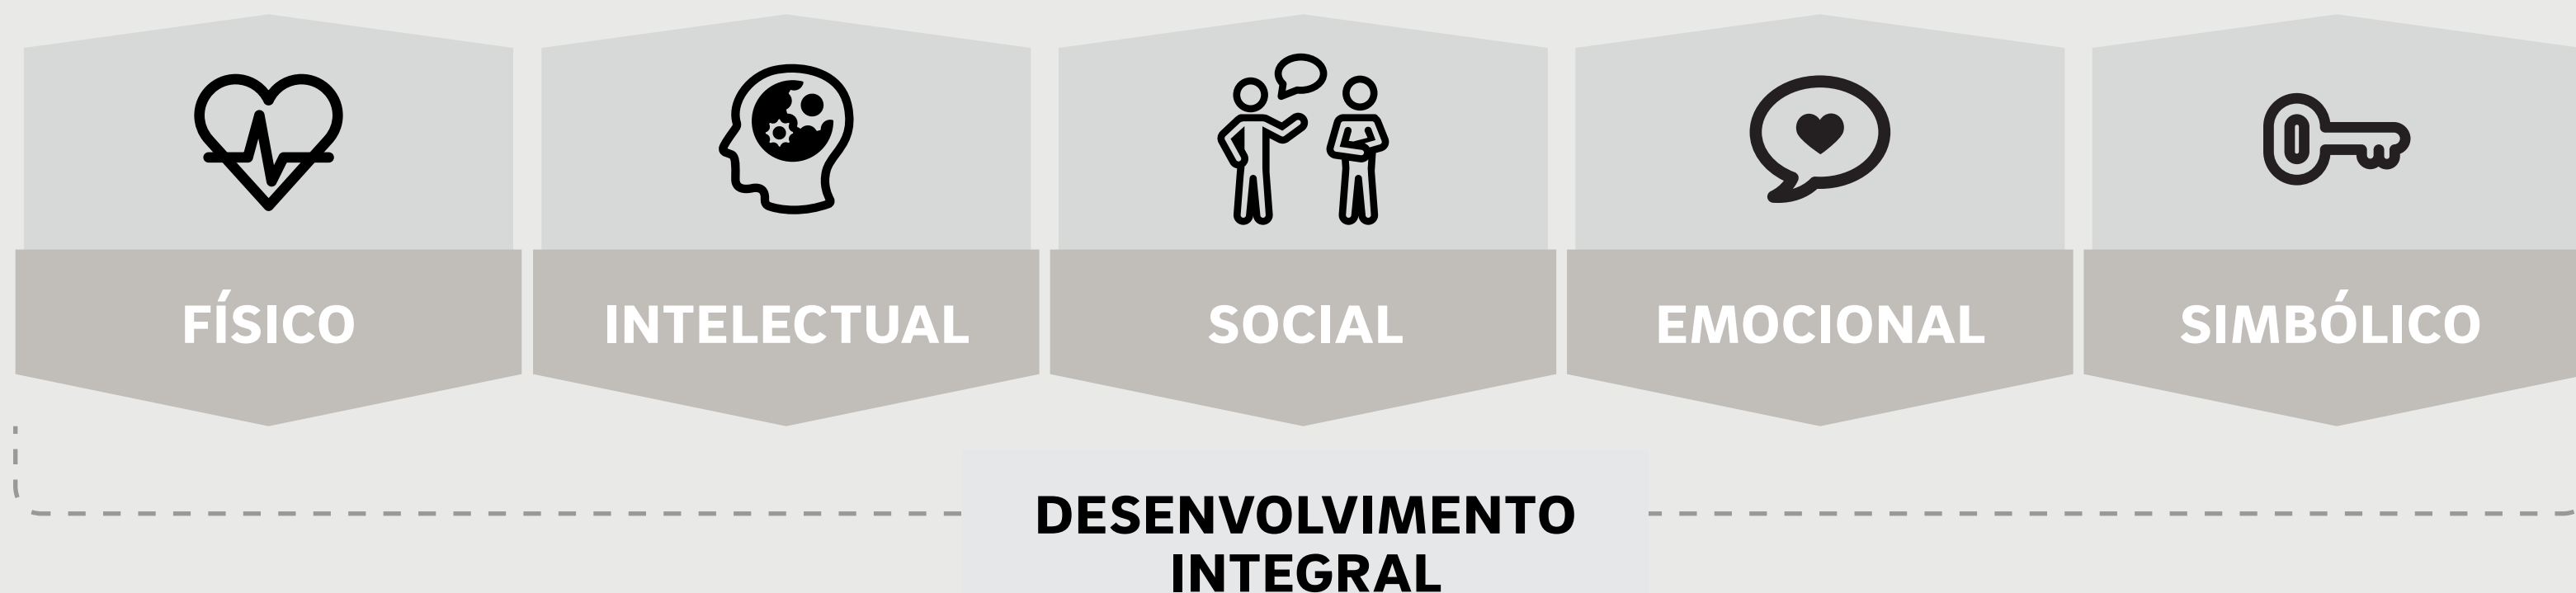 FÍSICO
INTELECTUAL
SOCIAL
EMOCIONAL
SIMBÓLICO
DESENVOLVIMENTO
INTEGRAL